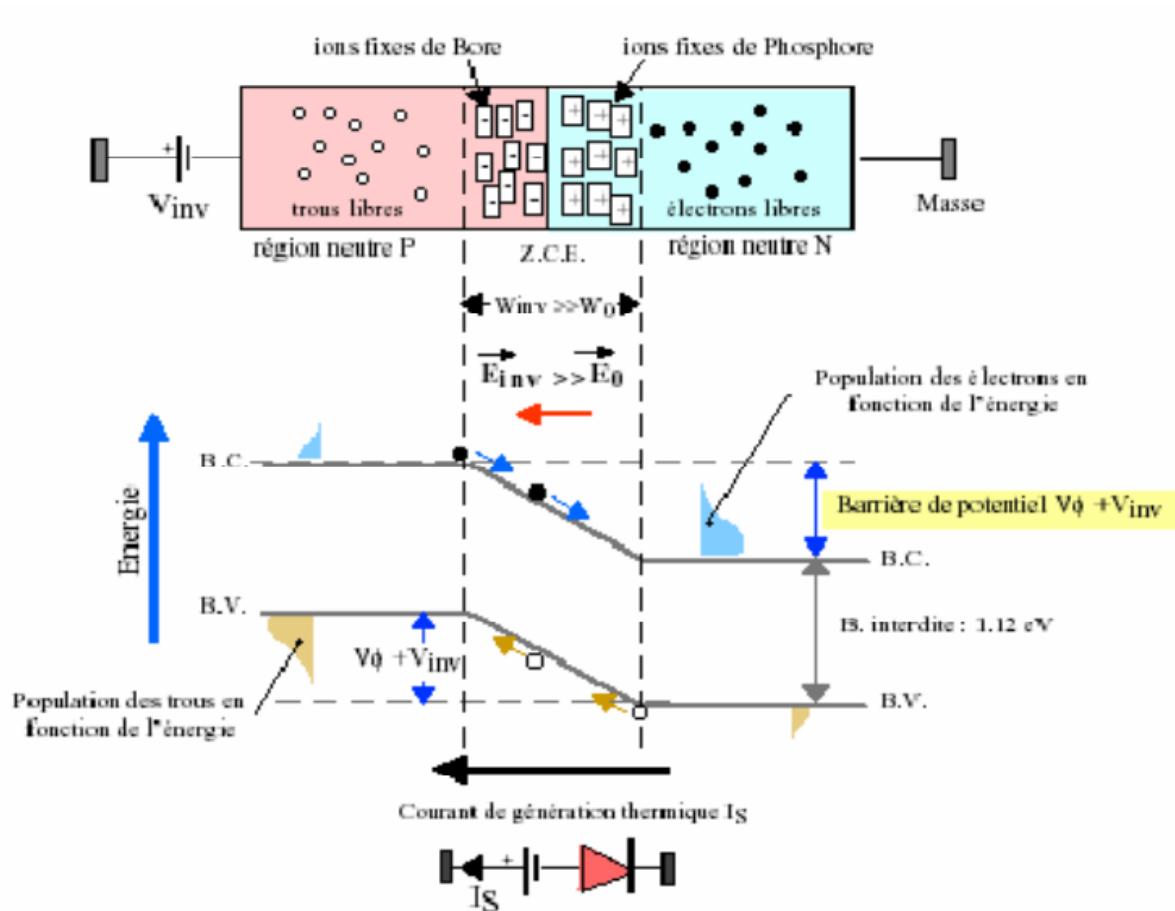 ions fixes de Bore
ions fixes de Phosphore
+
Vinv
trous libres
électrons libres
Masse
région neutre P
Z.C.E.
région neutre N
Winv >>W0
Einv >> E0
Population des électrons en
fonction de l'énergie
Energie
B.C.
Barrière de potentiel Vϕ +Vinv
B.C.
B.V.
B. interdite : 1.12 eV
Vϕ +Vinv
Population des trous en
fonction de l'énergie
B.V.
Courant de génération thermique IS
+
IS